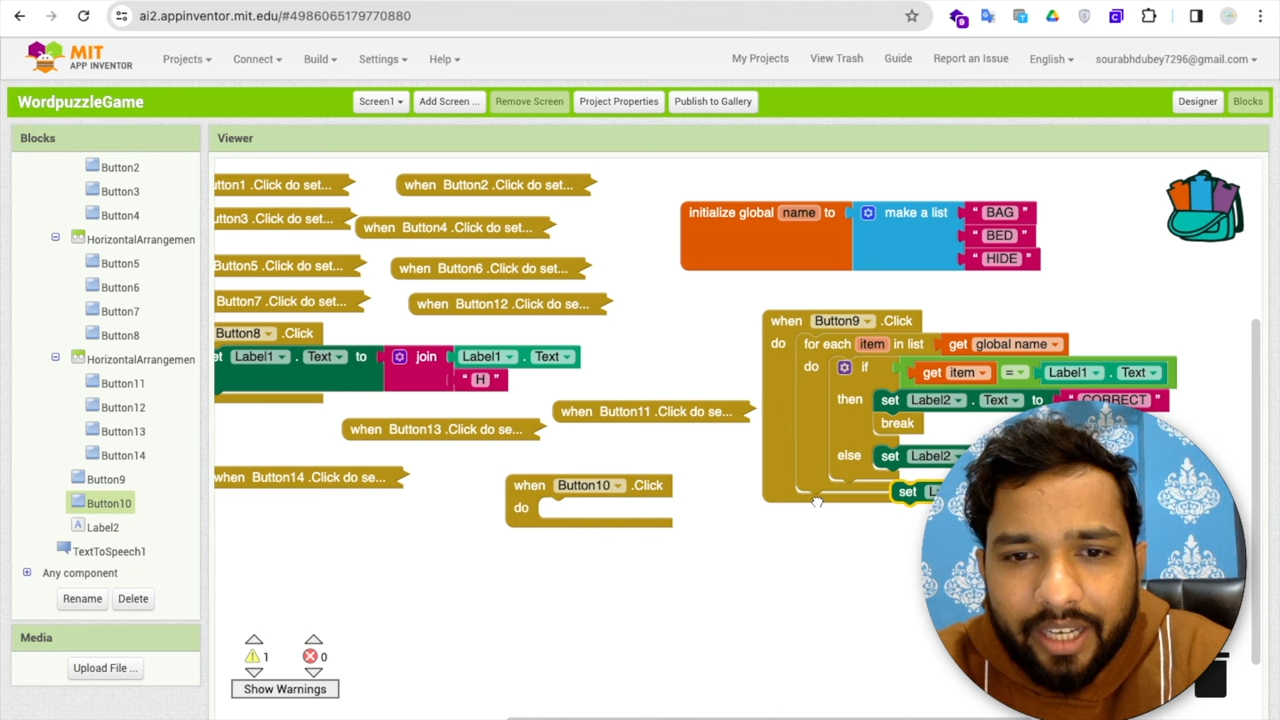 ai2.appinventor.mit.edu/#4986065179770880
9
MIT
APP INVENTOR
Projects
Connect
Build
Settings
Help
My Projects
View Trash
Guide
Report an Issue
English
sourabhdubey7296@gmail.com
WordpuzzleGame
Screen1
Add Screen ...
Remove Screen
Project Properties
Publish to Gallery
Designer
Blocks
Blocks
Viewer
Button2
Button3
Button4
HorizontalArrangemen
Button5
Button6
Button7
Button8
HorizontalArrangemen
Button11
Button12
Button13
Button14
Button9
Button10
Label2
TextToSpeech1
Any component
Rename
Delete
Media
Upload File ...
utton1 .Click do set...
when Button2 .Click do set...
utton3 .Click do set...
when Button4 .Click do set...
Button5 .Click do set...
when Button6 .Click do set...
Button7 .Click do set...
when Button12 .Click do se...
Button8 .Click
et Label1 . Text to join Label1 . Text
“ H ”
when Button11 .Click do se...
when Button13 .Click do se...
when Button14 .Click do se...
when Button10 .Click
do
initialize global name to make a list “ BAG ”
“ BED ”
“ HIDE ”
when Button9 .Click
do for each item in list get global name
do if get item = Label1 . Text
then set Label2 . Text to “ CORRECT ”
break
else set Label2
set L
1
0
Show Warnings